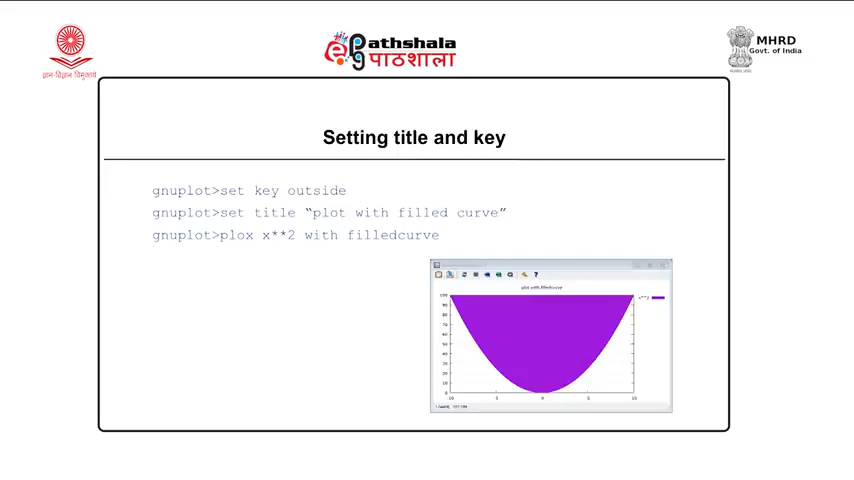 ज्ञान-विज्ञान विमुक्तये
epgathshala
पाठशाला
MHRD
Govt. of India
Setting title and key
gnuplot>set key outside
gnuplot>set title “plot with filled curve”
gnuplot>plox x**2 with filledcurve
plot with filledcurve
x**2
100
90
80
70
60
50
40
30
20
10
0
-10 -5 0 5 10